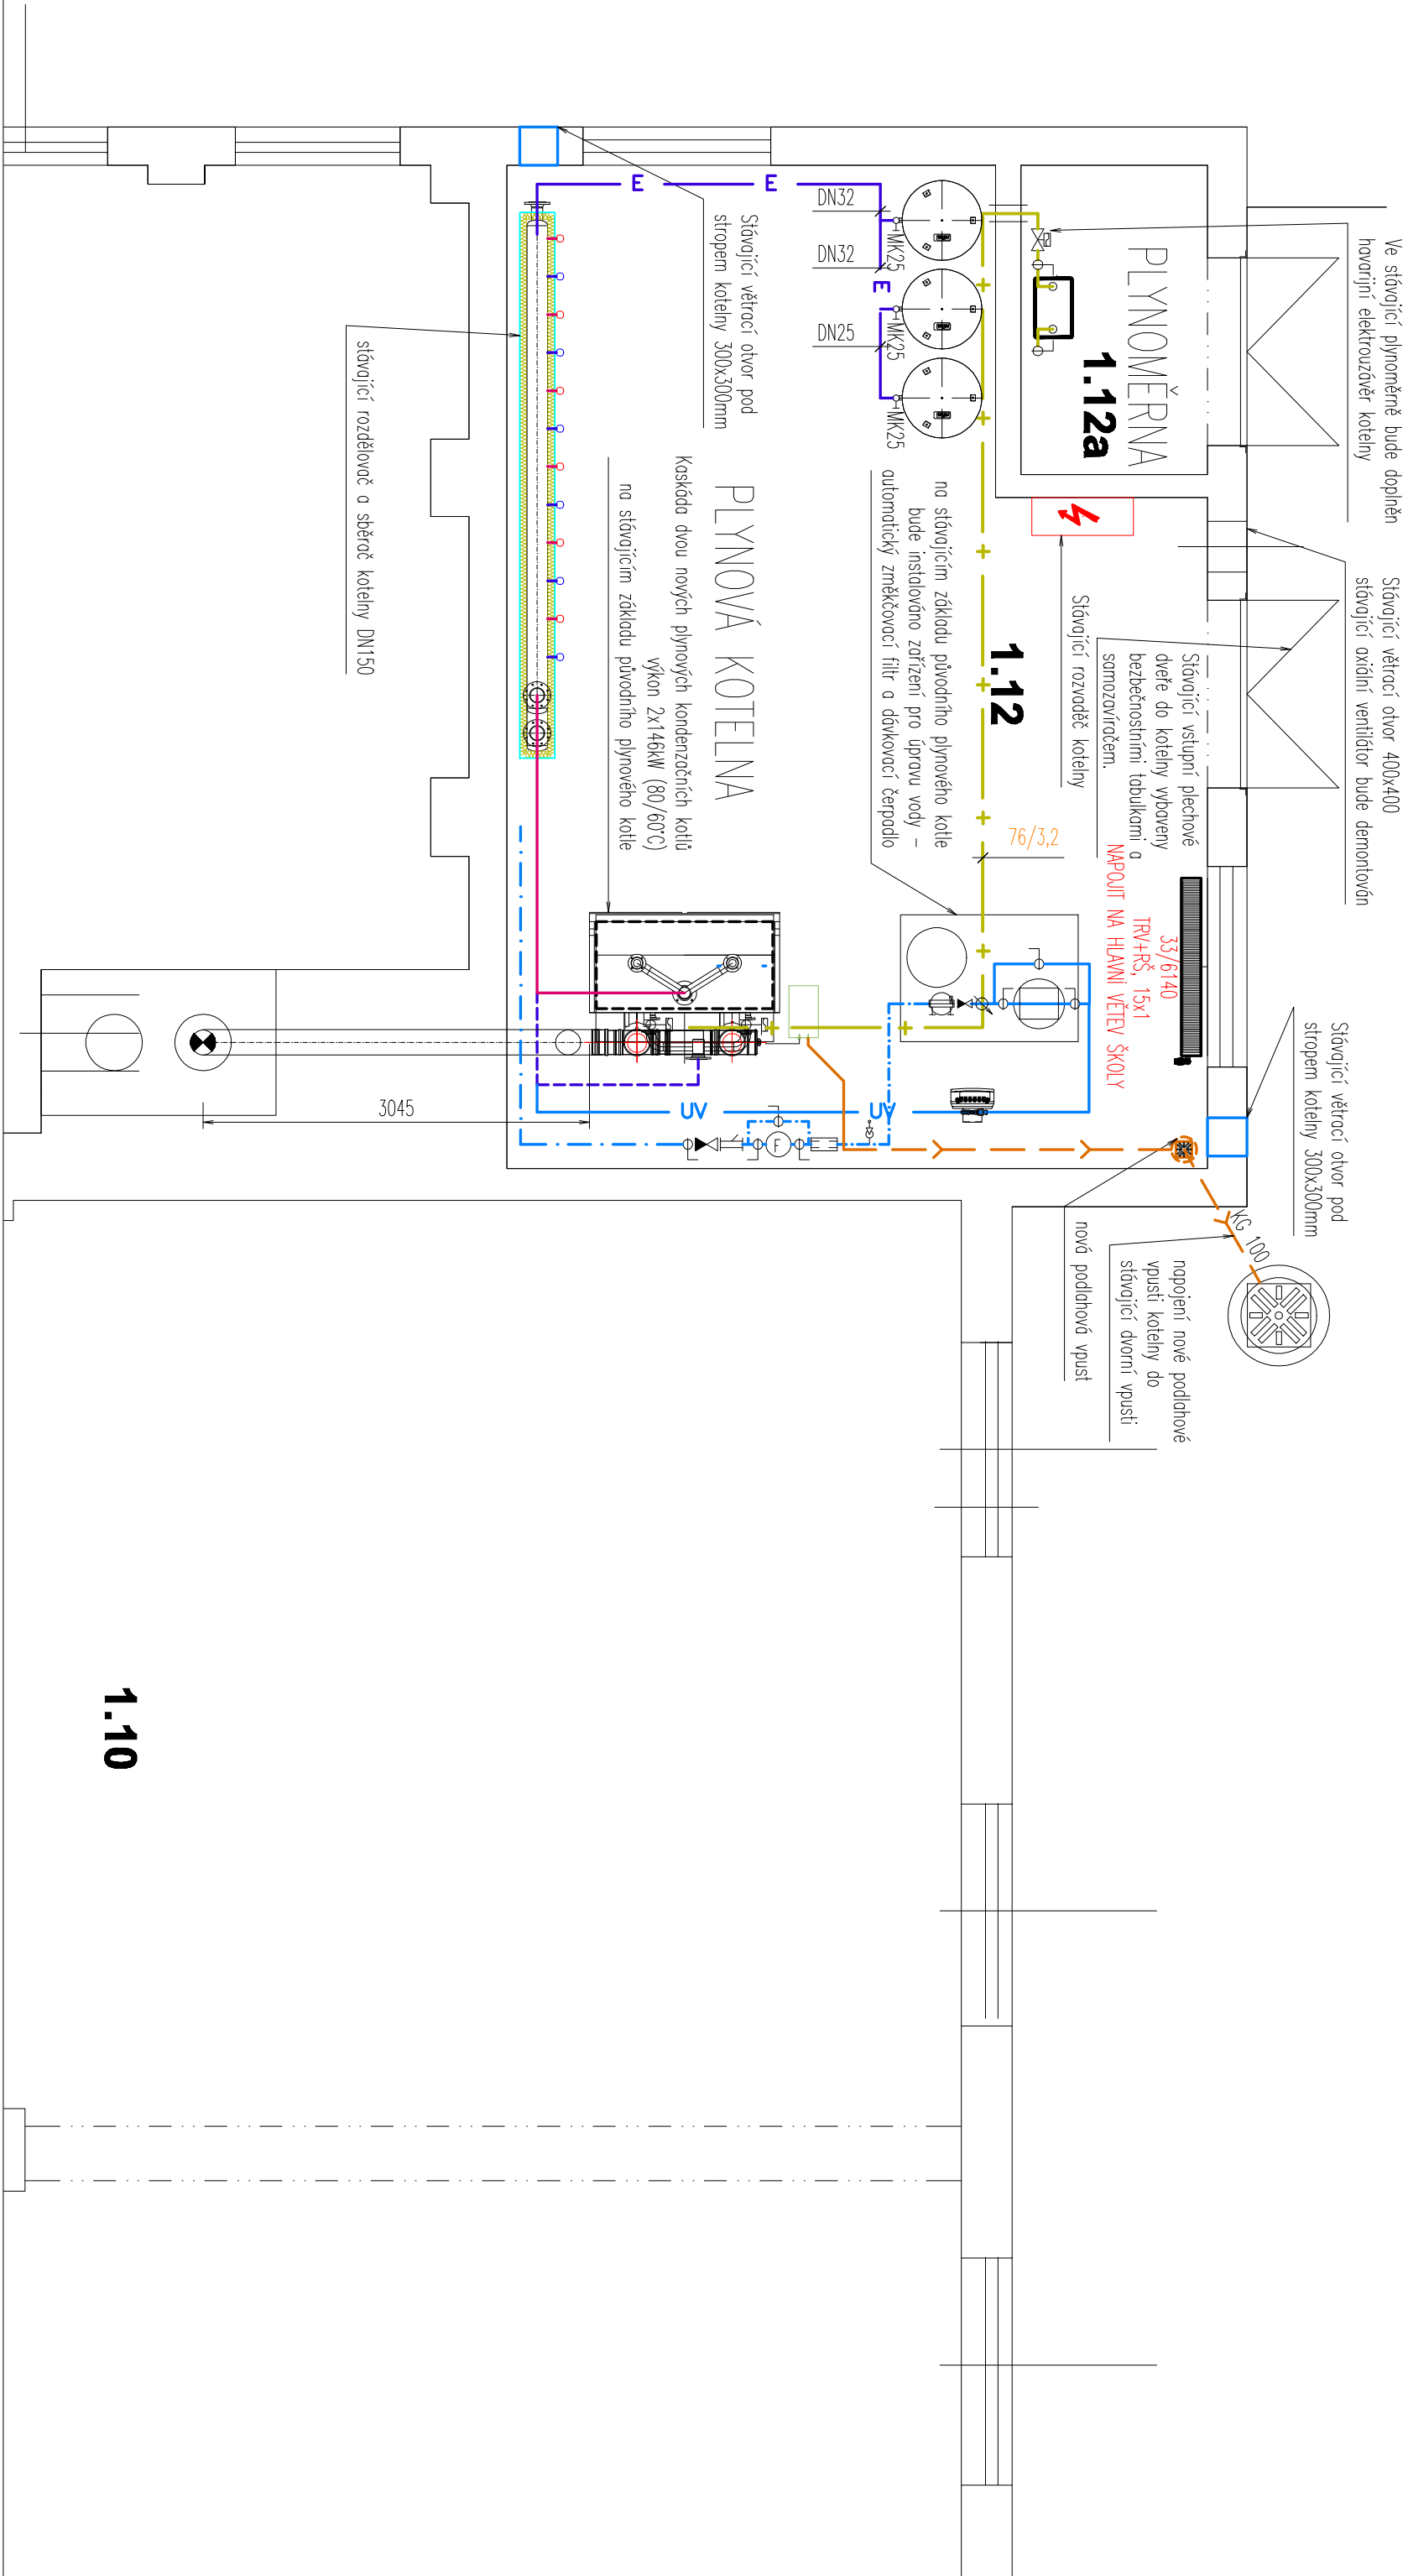 Ve stávající plynoměrně bude doplněn
havarijní elektrouzávěr kotelny
Stávající větrací otvor 400x400
stávající axiální ventilátor bude demontován
Stávající větrací otvor pod
stropem kotelny 300x300mm
PLYNOMĚRNA
1.12a
Stávající vstupní plechové
dveře do kotelny vybaveny
bezbečnostními tabulkami a
samozavíračem.
Stávající rozvaděč kotelny
33/6140
TRV+RŠ, 15x1
NAPOJIT NA HLAVNÍ VĚTEV ŠKOLY
KG 100
napojení nové podlahové
vpusti kotelny do
stávající dvorní vpusti
nová podlahová vpust
1.12
76/3,2
na stávajícím základu původního plynového kotle
bude instalováno zařízení pro úpravu vody –
automatický změkčovací filtr a dávkovací čerpadlo
MK25
MK25
MK25
DN32
DN32
DN25
E
E
E
UV
UV
F
Stávající větrací otvor pod
stropem kotelny 300x300mm
PLYNOVÁ KOTELNA
Kaskáda dvou nových plynových kondenzačních kotlů
výkon 2x146kW (80/60°C)
na stávajícím základu původního plynového kotle
stávající rozdělovač a sběrač kotelny DN150
3045
1.10